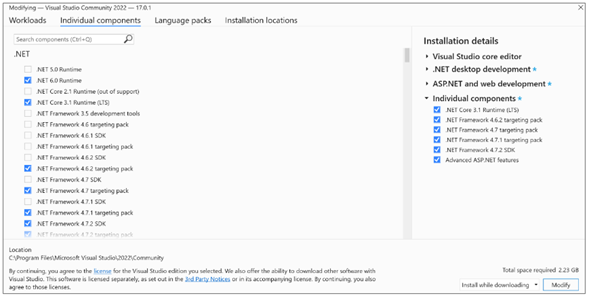 Modifying — Visual Studio Community 2022 — 17.0.1
Workloads Individual components Language packs Installation locations
Search components (Ctrl+Q)
.NET
.NET 5.0 Runtime
.NET 6.0 Runtime
.NET Core 2.1 Runtime (out of support)
.NET Core 3.1 Runtime (LTS)
.NET Framework 3.5 development tools
.NET Framework 4.6 targeting pack
.NET Framework 4.6.1 SDK
.NET Framework 4.6.1 targeting pack
.NET Framework 4.6.2 SDK
.NET Framework 4.6.2 targeting pack
.NET Framework 4.7 SDK
.NET Framework 4.7 targeting pack
.NET Framework 4.7.1 SDK
.NET Framework 4.7.1 targeting pack
.NET Framework 4.7.2 SDK
.NET Framework 4.7.2 targeting pack
Installation details
Visual Studio core editor
.NET desktop development
ASP.NET and web development
Individual components
.NET Core 3.1 Runtime (LTS)
.NET Framework 4.6.2 targeting pack
.NET Framework 4.7 targeting pack
.NET Framework 4.7.1 targeting pack
.NET Framework 4.7.2 SDK
Advanced ASP.NET features
Location
C:\Program Files\Microsoft Visual Studio\2022\Community
By continuing, you agree to the license for the Visual Studio edition you selected. We also offer the ability to download other software with
Visual Studio. This software is licensed separately, as set out in the 3rd Party Notices or in its accompanying license. By continuing, you also
agree to those licenses.
Total space required 2.23 GB
Install while downloading
Modify